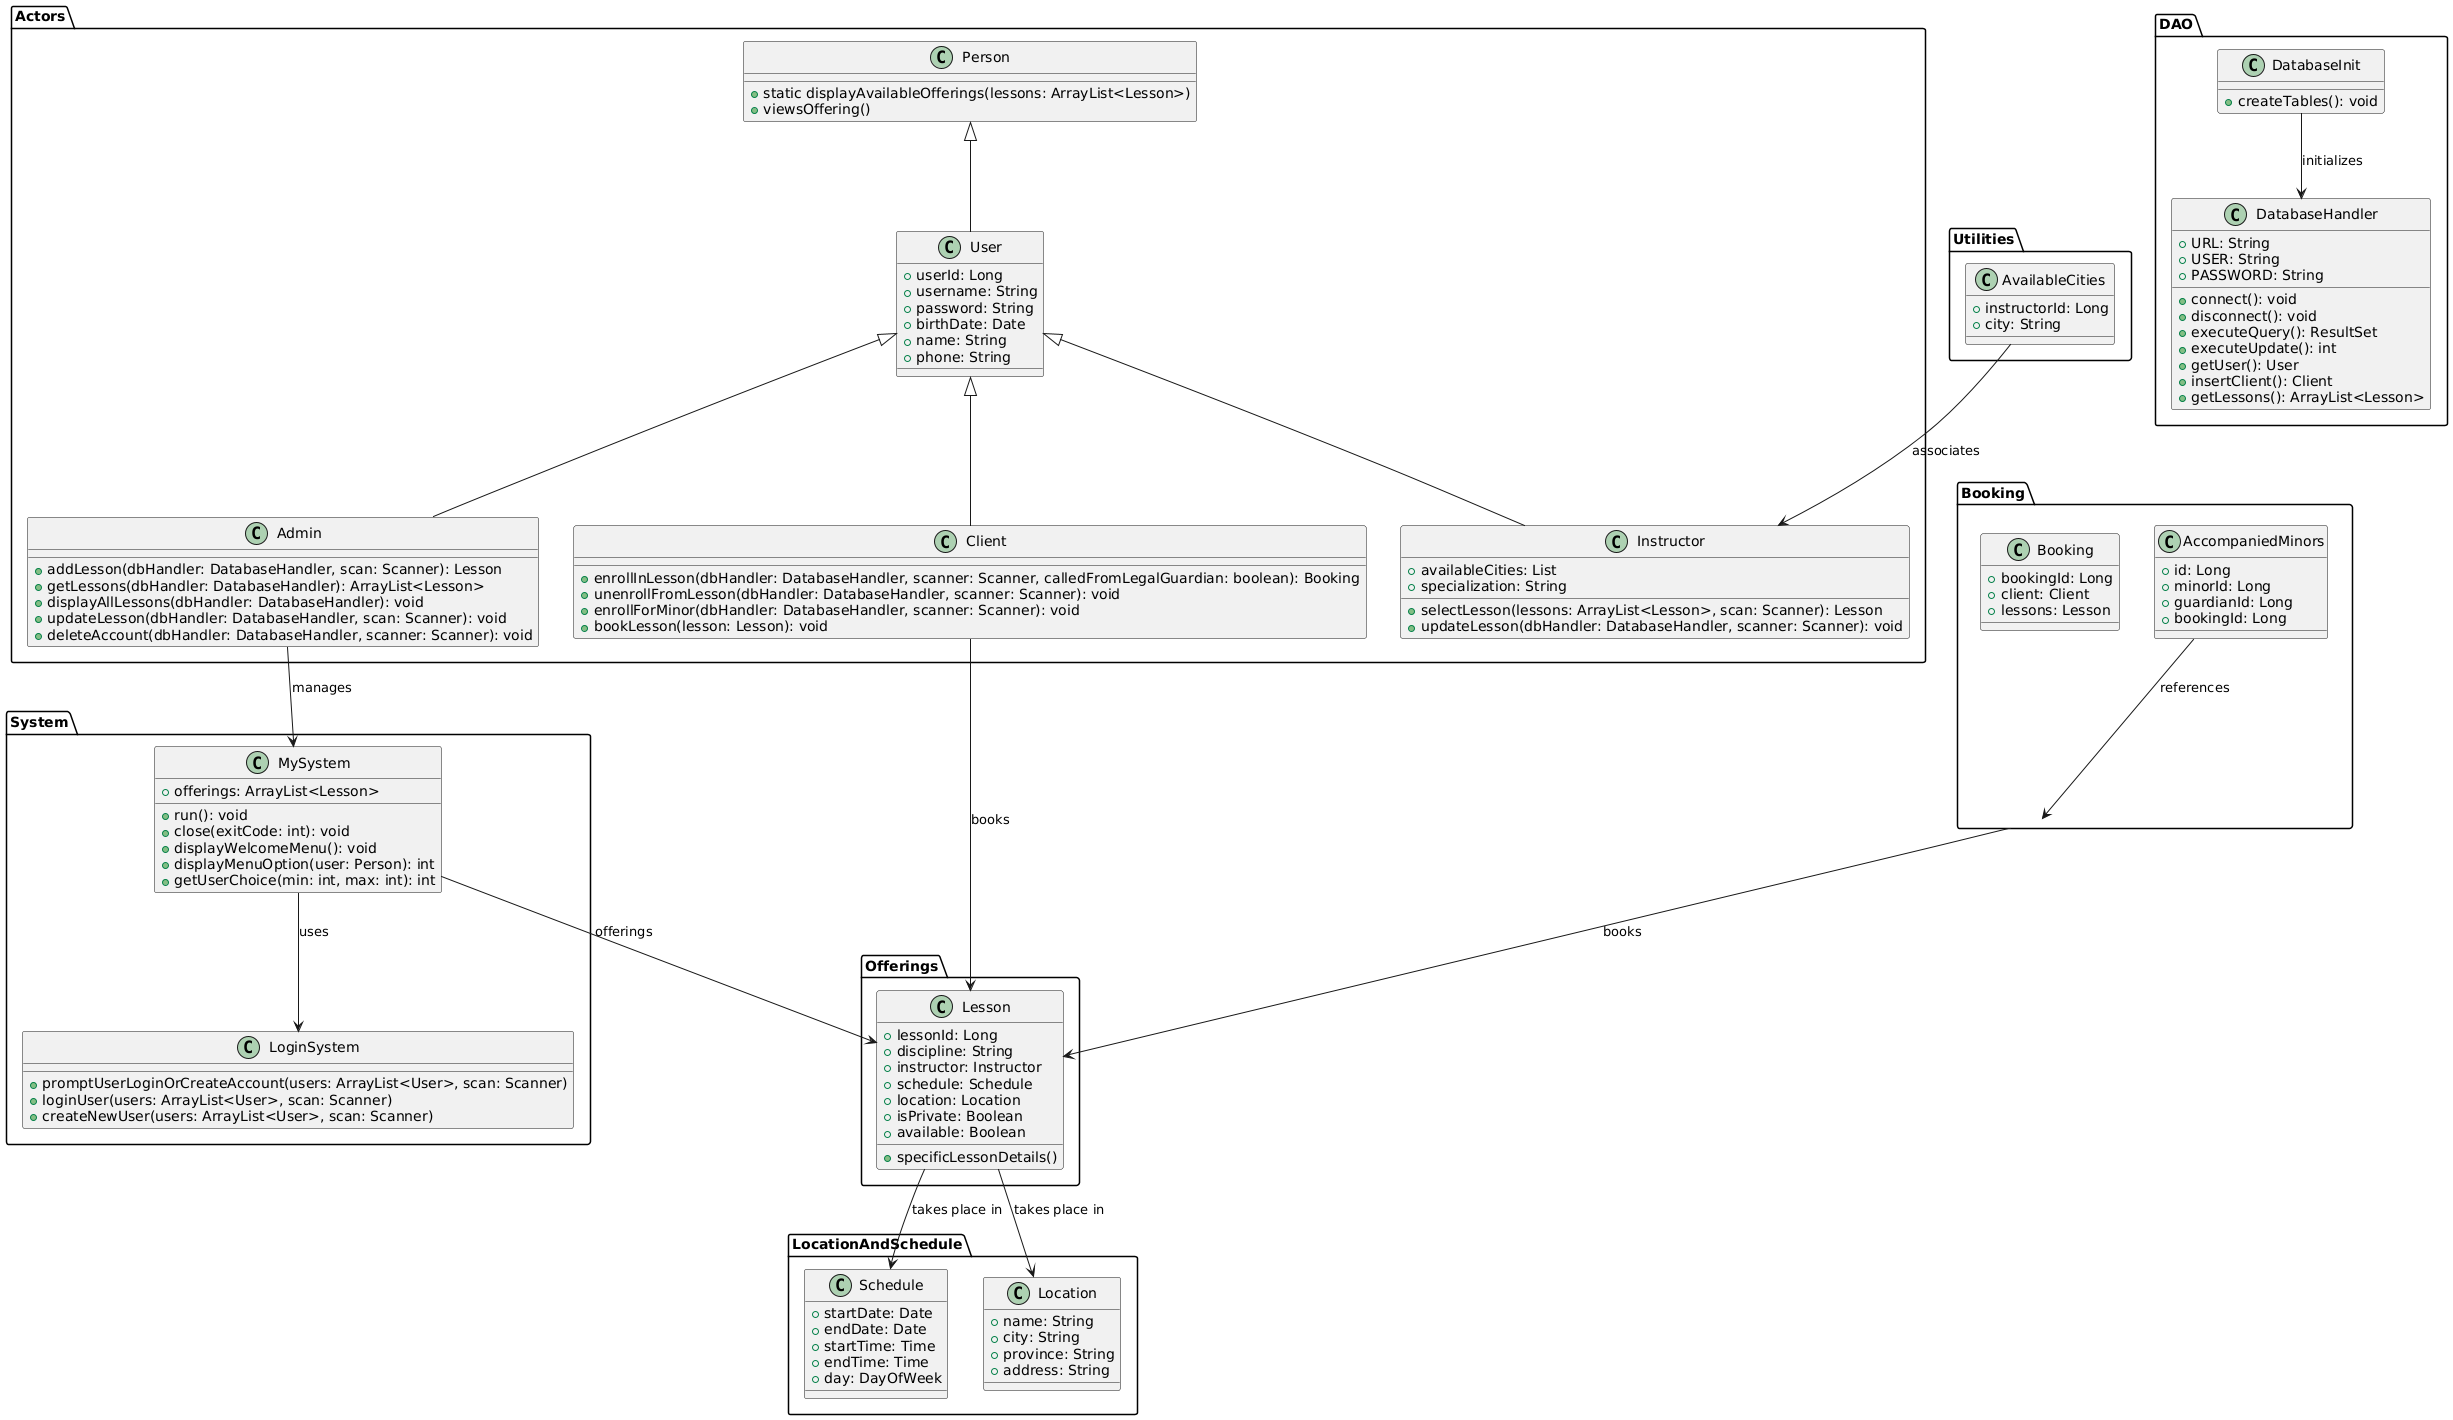 Actors
C Person
static displayAvailableOfferings(lessons: ArrayList<Lesson>)
viewsOffering()
C User
userId: Long
username: String
password: String
birthDate: Date
name: String
phone: String
C Admin
addLesson(dbHandler: DatabaseHandler, scan: Scanner): Lesson
getLessons(dbHandler: DatabaseHandler): ArrayList<Lesson>
displayAllLessons(dbHandler: DatabaseHandler): void
updateLesson(dbHandler: DatabaseHandler, scan: Scanner): void
deleteAccount(dbHandler: DatabaseHandler, scanner: Scanner): void
C Client
enrollInLesson(dbHandler: DatabaseHandler, scanner: Scanner, calledFromLegalGuardian: boolean): Booking
unenrollFromLesson(dbHandler: DatabaseHandler, scanner: Scanner): void
enrollForMinor(dbHandler: DatabaseHandler, scanner: Scanner): void
bookLesson(lesson: Lesson): void
C Instructor
availableCities: List
specialization: String
selectLesson(lessons: ArrayList<Lesson>, scan: Scanner): Lesson
updateLesson(dbHandler: DatabaseHandler, scanner: Scanner): void
Utilities
C AvailableCities
instructorId: Long
city: String
associates
DAO
C DatabaseInit
createTables(): void
initializes
C DatabaseHandler
URL: String
USER: String
PASSWORD: String
connect(): void
disconnect(): void
executeQuery(): ResultSet
executeUpdate(): int
getUser(): User
insertClient(): Client
getLessons(): ArrayList<Lesson>
Booking
C Booking
bookingId: Long
client: Client
lessons: Lesson
C AccompaniedMinors
id: Long
minorId: Long
guardianId: Long
bookingId: Long
references
manages
System
C MySystem
offerings: ArrayList<Lesson>
run(): void
close(exitCode: int): void
displayWelcomeMenu(): void
displayMenuOption(user: Person): int
getUserChoice(min: int, max: int): int
books
uses
offerings
books
C LoginSystem
promptUserLoginOrCreateAccount(users: ArrayList<User>, scan: Scanner)
loginUser(users: ArrayList<User>, scan: Scanner)
createNewUser(users: ArrayList<User>, scan: Scanner)
Offerings
C Lesson
lessonId: Long
discipline: String
instructor: Instructor
schedule: Schedule
location: Location
isPrivate: Boolean
available: Boolean
specificLessonDetails()
takes place in
takes place in
LocationAndSchedule
C Schedule
startDate: Date
endDate: Date
startTime: Time
endTime: Time
day: DayOfWeek
C Location
name: String
city: String
province: String
address: String